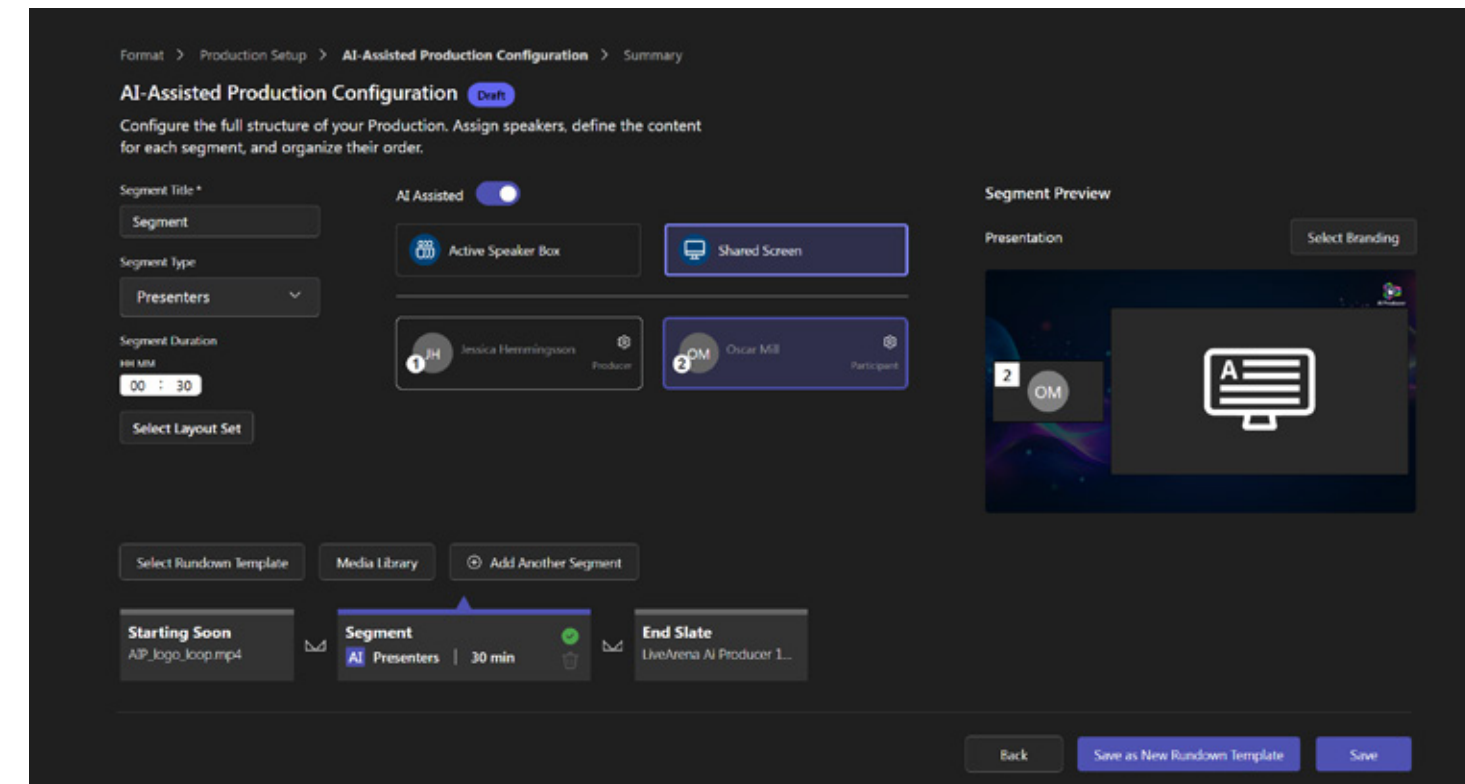 Format > Production Setup > AI-Assisted Production Configuration > Summary
AI-Assisted Production Configuration Draft
Configure the full structure of your Production. Assign speakers, define the content
for each segment, and organize their order.
Segment Title *
Segment
Segment Type
Presenters
Segment Duration
HH MM
00 : 30
Select Layout Set
AI Assisted
Active Speaker Box
Shared Screen
JH
1
Jessica Hemmingsson
Producer
OM
2
Oscar Mill
Participant
Segment Preview
Presentation
Select Branding
AI Producer
2
OM
A
Select Rundown Template
Media Library
Add Another Segment
Starting Soon
AIP_logo_loop.mp4
Segment
AI Presenters | 30 min
End Slate
LiveArena Ai Producer 1...
Back
Save as New Rundown Template
Save